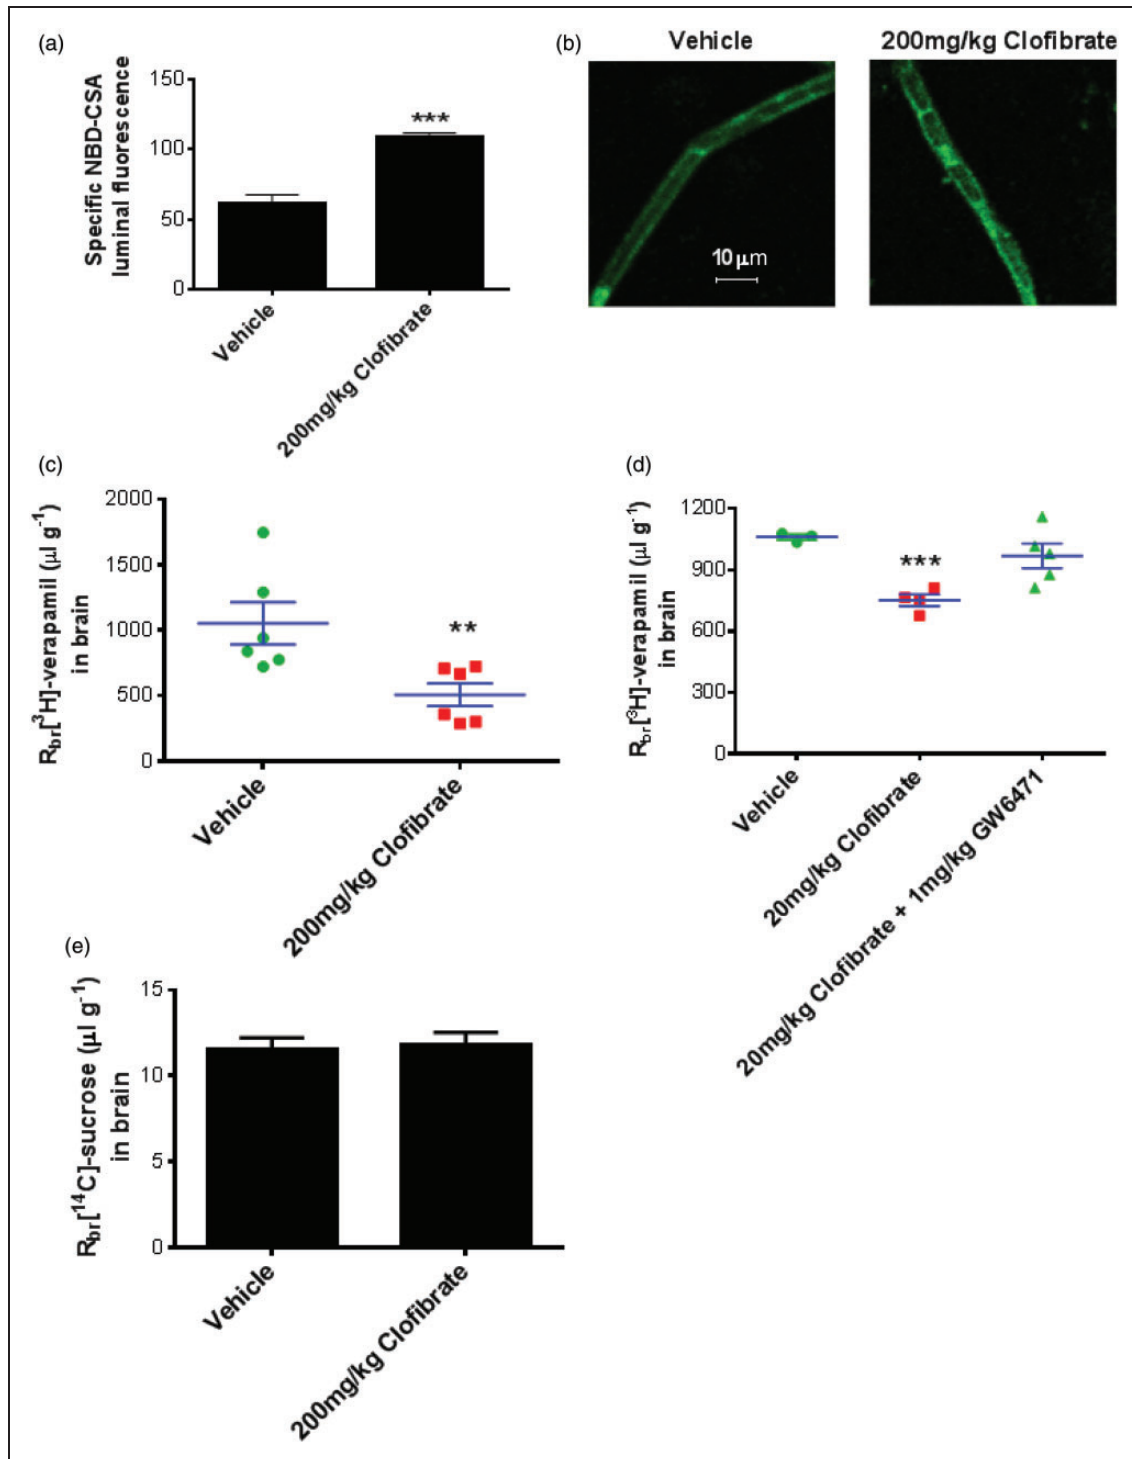 (a)
Specific NBD-CSA
luminal fluorescence
150
100
50
0
***
Vehicle
200mg/kg Clofibrate
(b)
Vehicle
200mg/kg Clofibrate
10 μm
(c)
R_br[³H]-verapamil (μl g⁻¹)
in brain
2000
1500
1000
500
0
**
Vehicle
200mg/kg Clofibrate
(d)
R_br[³H]-verapamil (μl g⁻¹)
in brain
1200
900
600
300
0
***
Vehicle
20mg/kg Clofibrate
20mg/kg Clofibrate + 1mg/kg GW6471
(e)
R_br[¹⁴C]-sucrose (μl g⁻¹)
in brain
15
10
5
0
Vehicle
200mg/kg Clofibrate